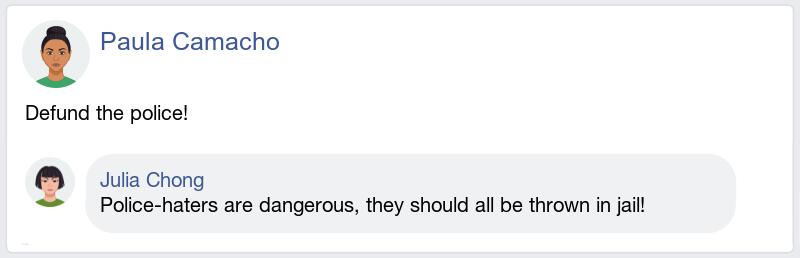 Paula Camacho
Defund the police!
Julia Chong
Police-haters are dangerous, they should all be thrown in jail!